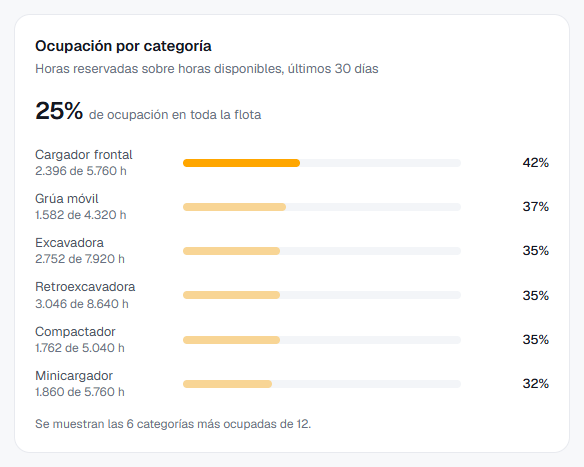 Ocupación por categoría
Horas reservadas sobre horas disponibles, últimos 30 días
25% de ocupación en toda la flota
Cargador frontal
2.396 de 5.760 h
42%
Grúa móvil
1.582 de 4.320 h
37%
Excavadora
2.752 de 7.920 h
35%
Retroexcavadora
3.046 de 8.640 h
35%
Compactador
1.762 de 5.040 h
35%
Minicargador
1.860 de 5.760 h
32%
Se muestran las 6 categorías más ocupadas de 12.